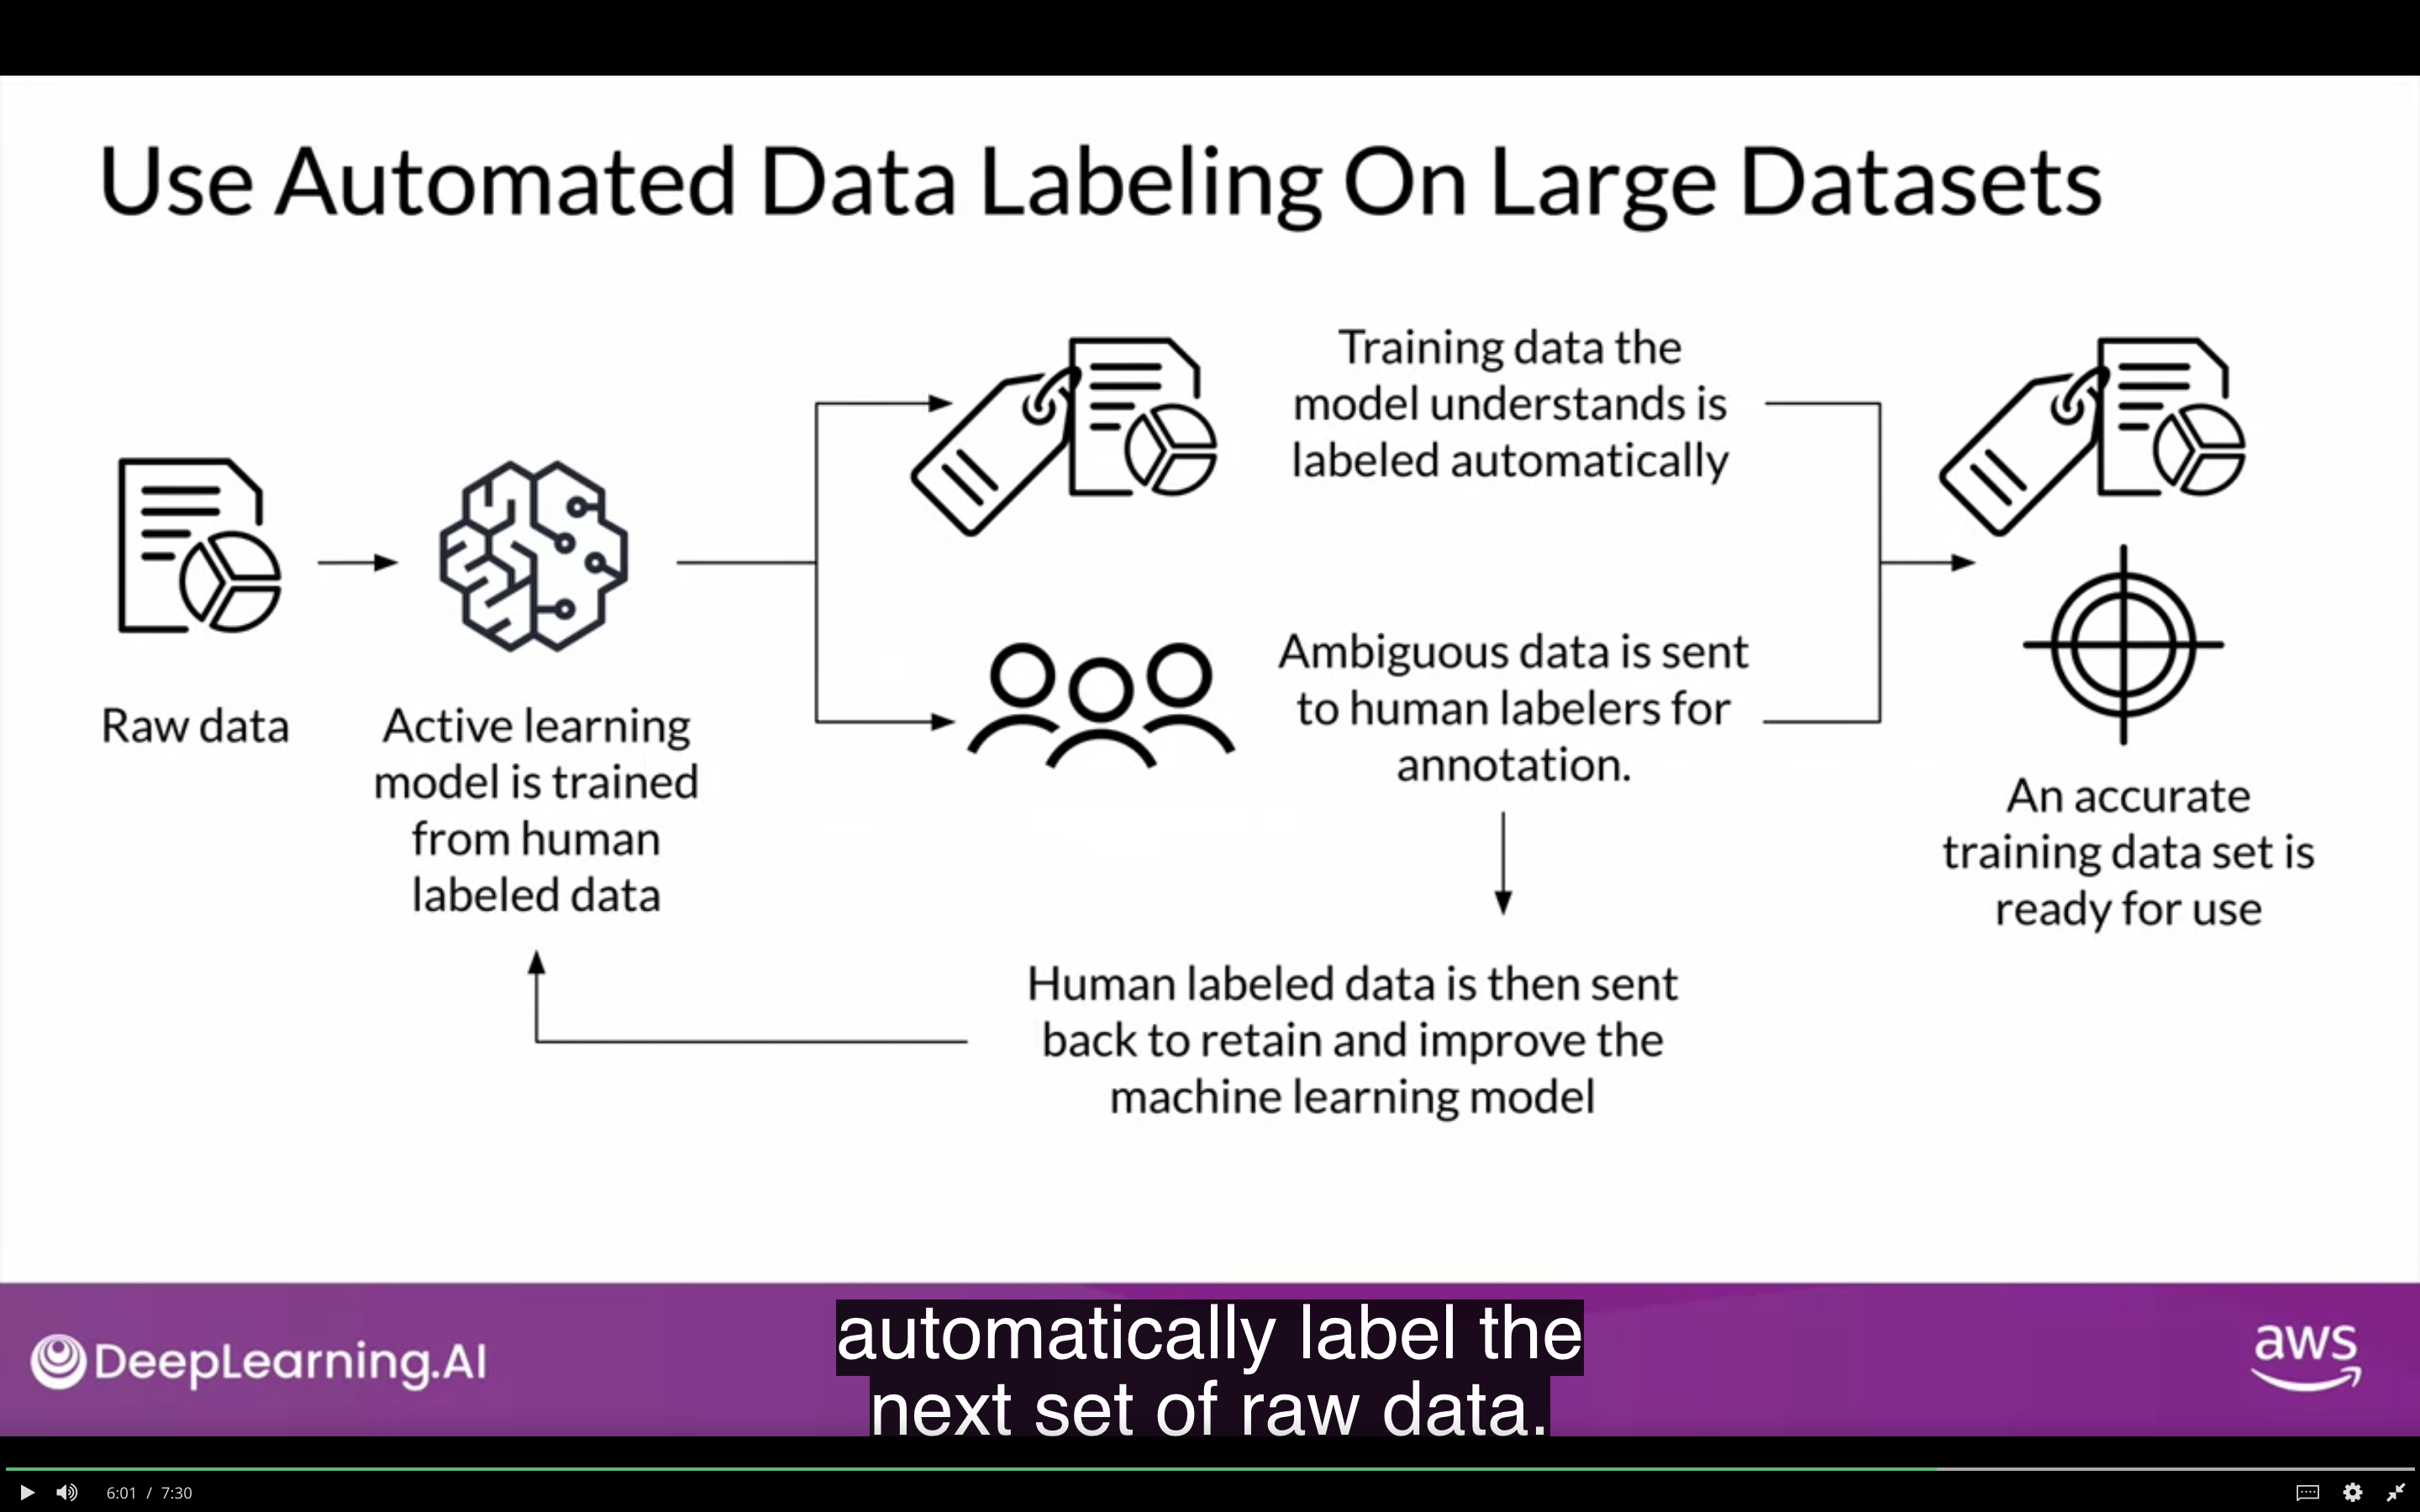 Use Automated Data Labeling On Large Datasets
Raw data
Active learning
model is trained
from human
labeled data
Training data the
model understands is
labeled automatically
Ambiguous data is sent
to human labelers for
annotation.
Human labeled data is then sent
back to retain and improve the
machine learning model
An accurate
training data set is
ready for use
DeepLearning.AI
automatically label the
next set of raw data.
aws
6:01 / 7:30